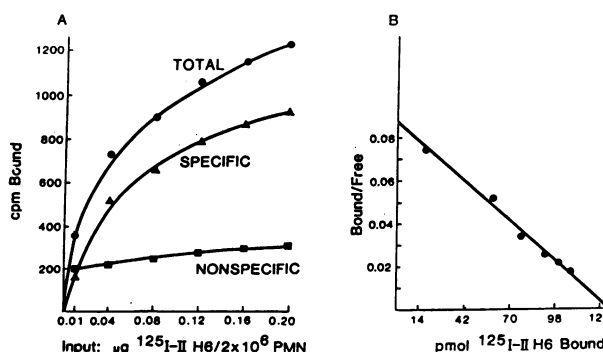 A
B
1200
1000
800
600
400
200
cpm Bound
TOTAL
SPECIFIC
NONSPECIFIC
0.01 0.04 0.08 0.12 0.16 0.20
Input: μg ¹²⁵I-II H6/2x10⁶ PMN
Bound/Free
0.08
0.06
0.04
0.02
14 42 70 98
pmol ¹²⁵I-II H6 Bound